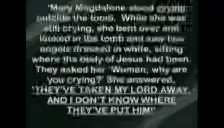 "Mary Magdalene stood crying
outside the tomb. While she was
still crying, she bent over and
looked in the tomb and saw two
angels dressed in white, sitting
where the body of Jesus had been.
They asked her 'Woman, why are
you crying?' She answered,
'THEY'VE TAKEN MY LORD AWAY,
AND I DON'T KNOW WHERE
THEY'VE PUT HIM!'